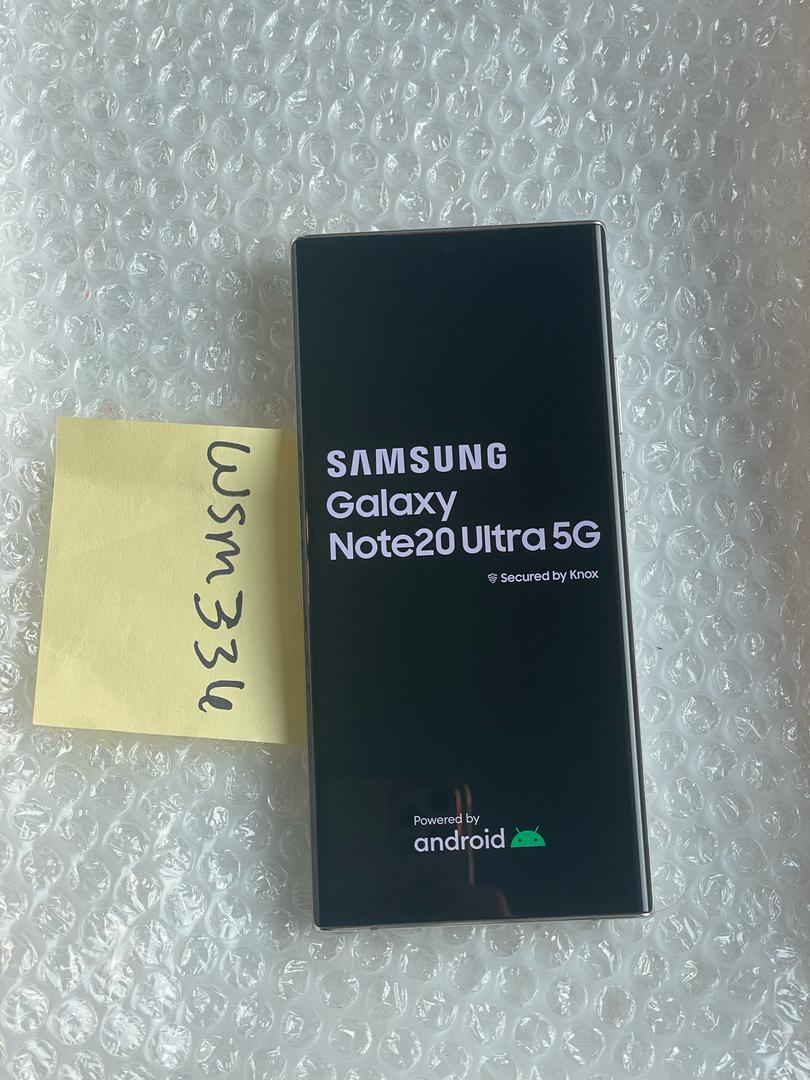 SAMSUNG
Galaxy
Note20 Ultra 5G
Secured by Knox
Powered by
android
WSM336